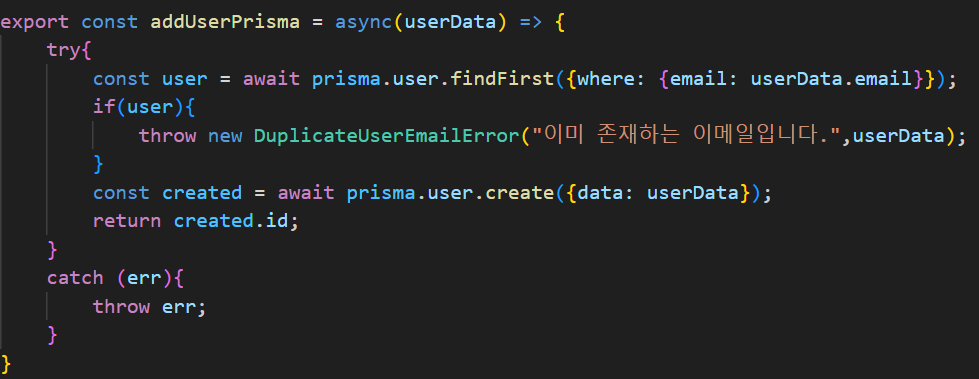 export const addUserPrisma = async(userData) => {
    try{
        const user = await prisma.user.findFirst({where: {email: userData.email}});
        if(user){
            throw new DuplicateUserEmailError("이미 존재하는 이메일입니다.",userData);
        }
        const created = await prisma.user.create({data: userData});
        return created.id;
    }
    catch (err){
        throw err;
    }
}